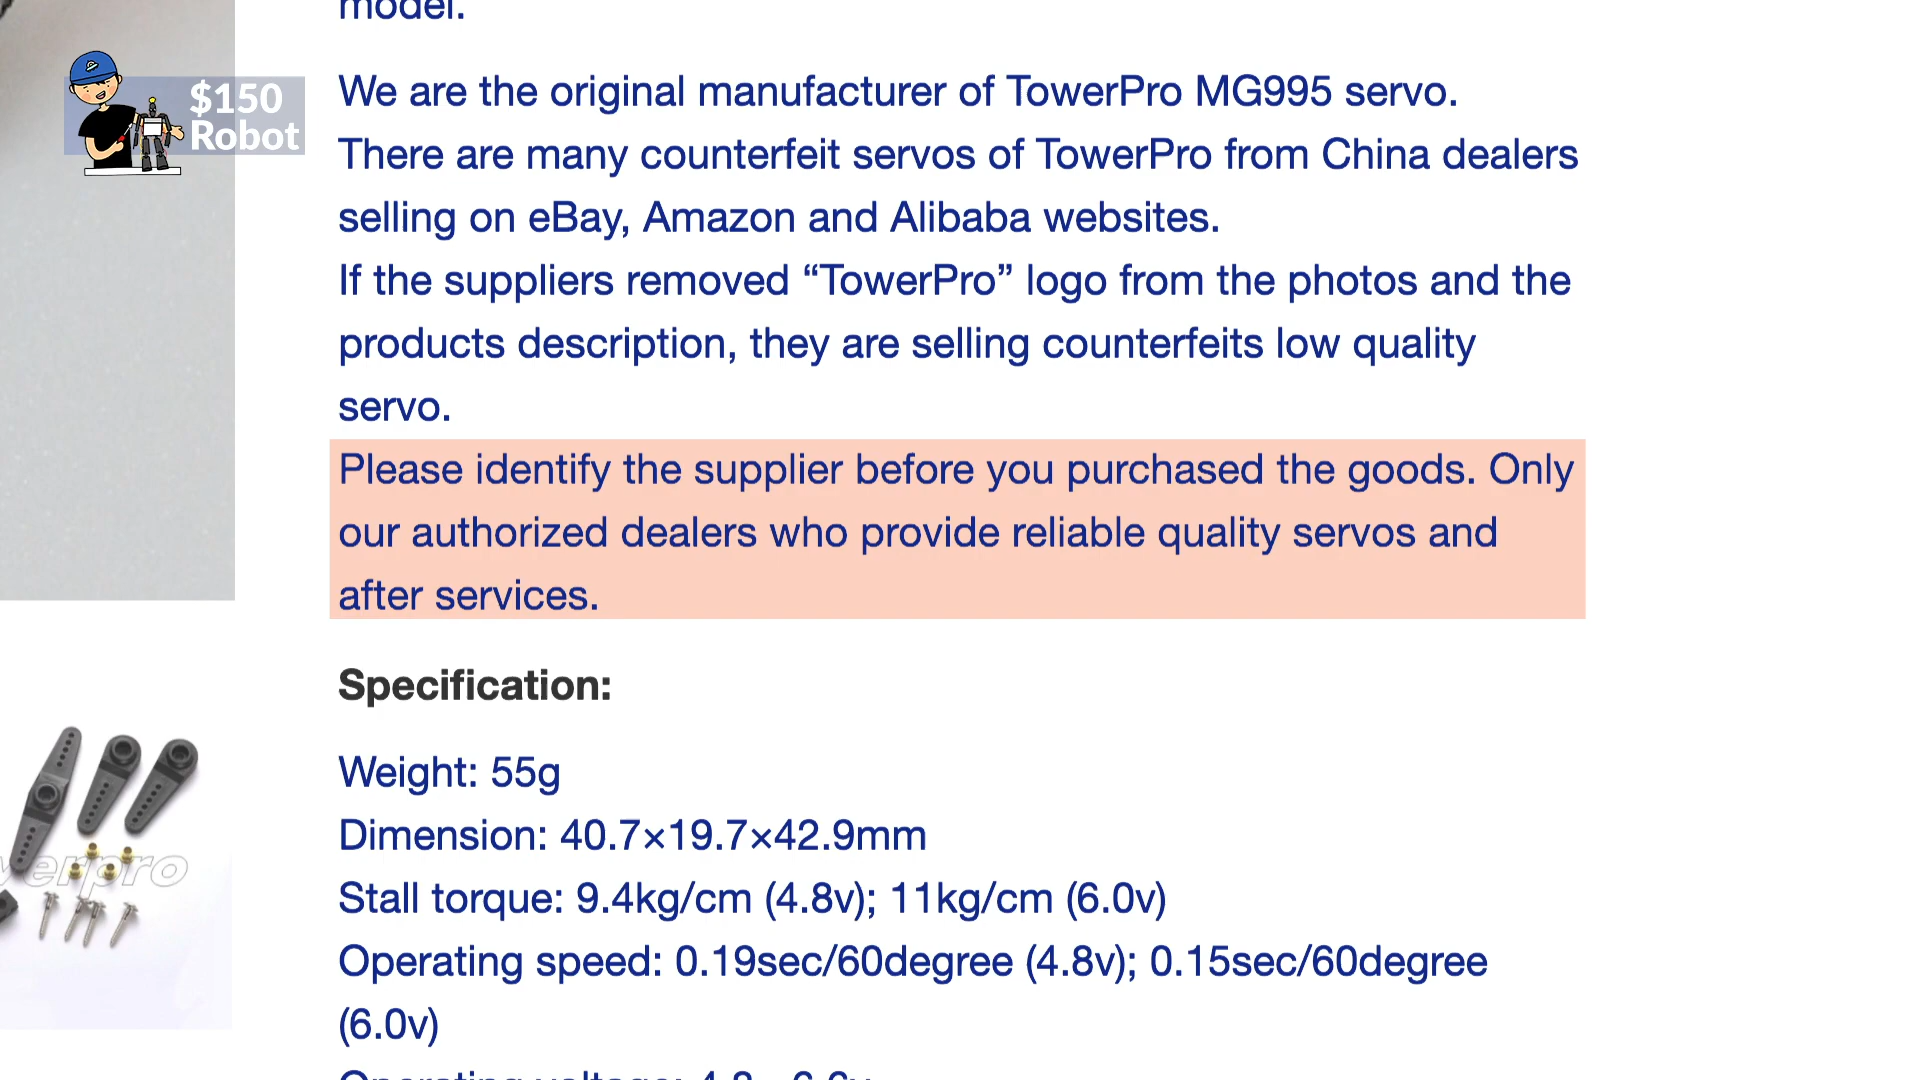 model.
$150
Robot
We are the original manufacturer of TowerPro MG995 servo.
There are many counterfeit servos of TowerPro from China dealers
selling on eBay, Amazon and Alibaba websites.
If the suppliers removed “TowerPro” logo from the photos and the
products description, they are selling counterfeits low quality
servo.
Please identify the supplier before you purchased the goods. Only
our authorized dealers who provide reliable quality servos and
after services.
Specification:
Weight: 55g
Dimension: 40.7×19.7×42.9mm
Stall torque: 9.4kg/cm (4.8v); 11kg/cm (6.0v)
erpro
Operating speed: 0.19sec/60degree (4.8v); 0.15sec/60degree
(6.0v)